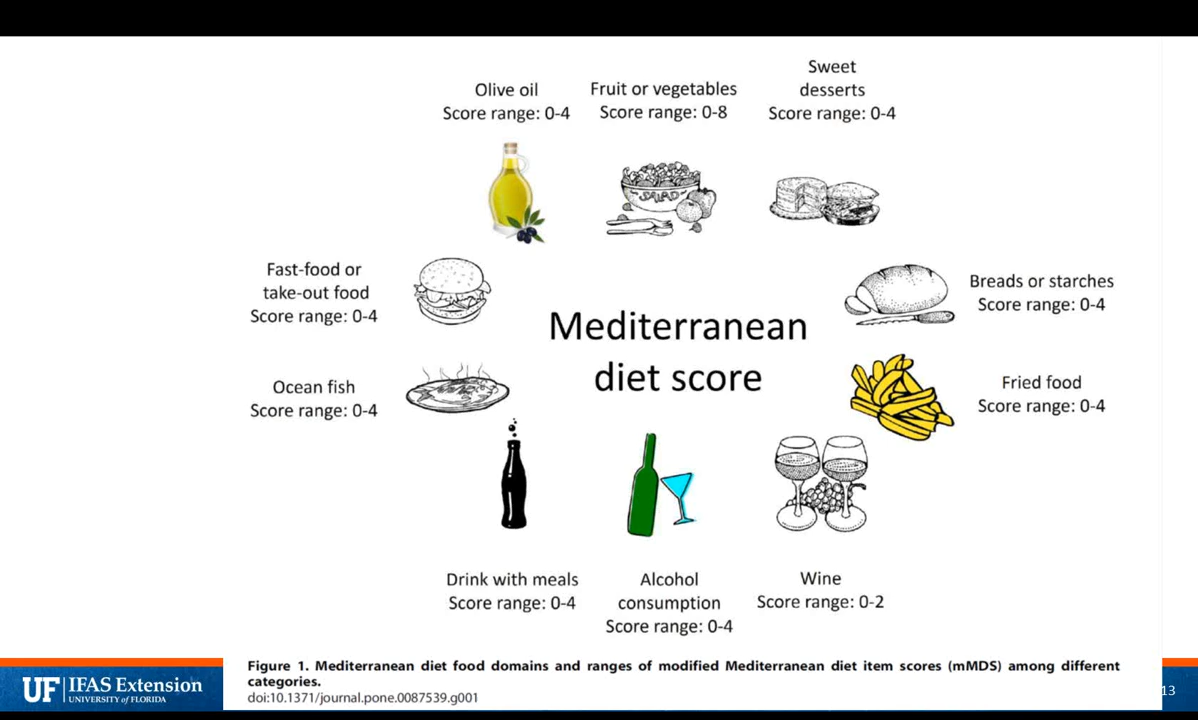 Olive oil
Score range: 0-4
Fruit or vegetables
Score range: 0-8
Sweet
desserts
Score range: 0-4
SALAD
Fast-food or
take-out food
Score range: 0-4
Breads or starches
Score range: 0-4
Mediterranean
diet score
Ocean fish
Score range: 0-4
Fried food
Score range: 0-4
Drink with meals
Score range: 0-4
Alcohol
consumption
Score range: 0-4
Wine
Score range: 0-2
Figure 1. Mediterranean diet food domains and ranges of modified Mediterranean diet item scores (mMDS) among different
categories.
doi:10.1371/journal.pone.0087539.g001
UF IFAS Extension
UNIVERSITY of FLORIDA
13